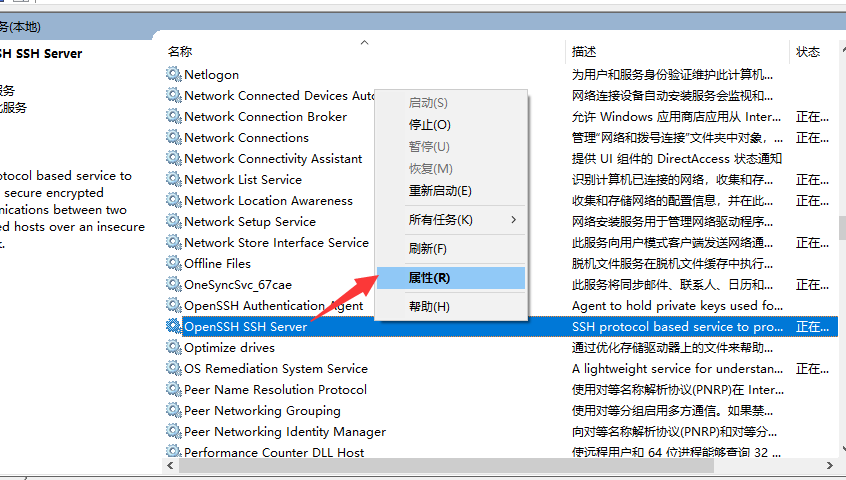 务(本地)
SH SSH Server
服务
北服务
otocol based service to
secure encrypted
nications between two
ed hosts over an insecure
名称 描述 状态
Netlogon 为用户和服务身份验证维护此计算机...
Network Connected Devices Auto 网络连接设备自动安装服务会监视和...
Network Connection Broker 允许 Windows 应用商店应用从 Inter... 正在...
Network Connections 管理“网络和拨号连接”文件夹中对象，... 正在...
Network Connectivity Assistant 提供 UI 组件的 DirectAccess 状态通知
Network List Service 识别计算机已连接的网络，收集和存... 正在...
Network Location Awareness 收集和存储网络的配置信息，并在此... 正在...
Network Setup Service 网络安装服务用于管理网络驱动程序...
Network Store Interface Service 此服务向用户模式客户端发送网络通... 正在...
Offline Files 脱机文件服务在脱机文件缓存中执行...
OneSyncSvc_67cae 此服务将同步邮件、联系人、日历和... 正在...
OpenSSH Authentication Agent Agent to hold private keys used fo...
OpenSSH SSH Server SSH protocol based service to pro... 正在...
Optimize drives 通过优化存储驱动器上的文件来帮助...
OS Remediation System Service A lightweight service for understan... 正在...
Peer Name Resolution Protocol 使用对等名称解析协议(PNRP)在 Inter...
Peer Networking Grouping 使用对等分组启用多方通信。如果禁...
Peer Networking Identity Manager 向对等名称解析协议(PNRP)和对等分...
Performance Counter DLL Host 使远程用户和 64 位进程能够查询 32 ...
启动(S)
停止(O)
暂停(U)
恢复(M)
重新启动(E)
所有任务(K)
刷新(F)
属性(R)
帮助(H)